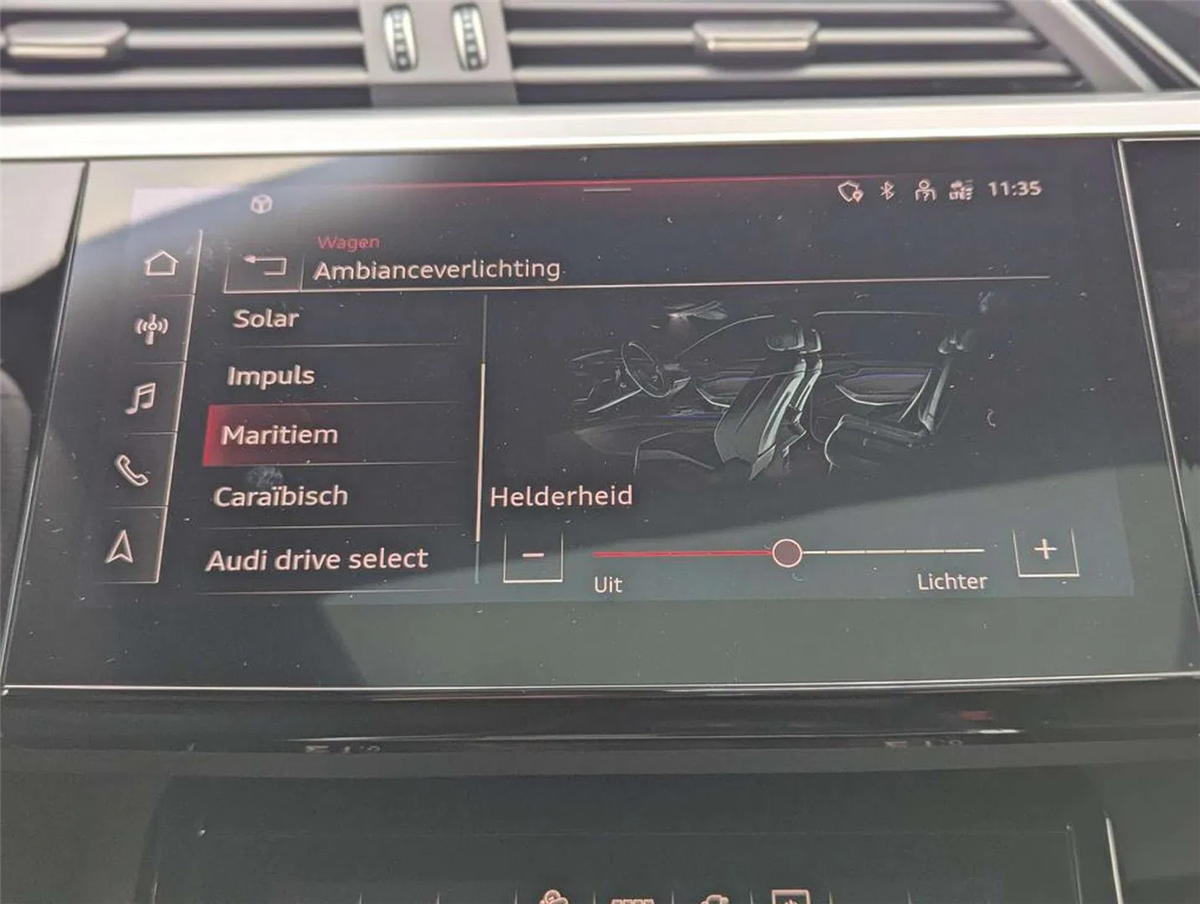 11:35
Wagen
Ambianceverlichting
Solar
Impuls
Maritiem
Caraïbisch
Audi drive select
Helderheid
− +
Uit
Lichter